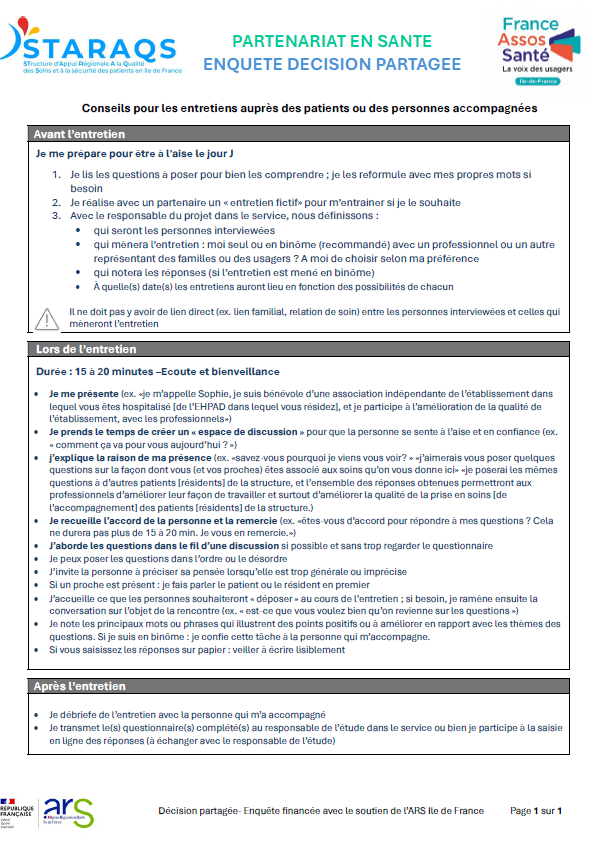 STARAQS
STructure d'Appui Régionale A la Qualité
des Soins et à la sécurité des patients en Ile de France
PARTENARIAT EN SANTE
ENQUETE DECISION PARTAGEE
France
Assos
Santé
La voix des usagers
Ile-de-France
Conseils pour les entretiens auprès des patients ou des personnes accompagnées
Avant l'entretien
Je me prépare pour être à l'aise le jour J
1. Je lis les questions à poser pour bien les comprendre ; je les reformule avec mes propres mots si
besoin
2. Je réalise avec un partenaire un « entretien fictif» pour m'entrainer si je le souhaite
3. Avec le responsable du projet dans le service, nous définissons :
• qui seront les personnes interviewées
• qui mènera l'entretien : moi seul ou en binôme (recommandé) avec un professionnel ou un autre
représentant des familles ou des usagers ? A moi de choisir selon ma préférence
• qui notera les réponses (si l'entretien est mené en binôme)
• À quelle(s) date(s) les entretiens auront lieu en fonction des possibilités de chacun
Il ne doit pas y avoir de lien direct (ex. lien familial, relation de soin) entre les personnes interviewées et celles qui
mèneront l'entretien
Lors de l'entretien
Durée : 15 à 20 minutes –Ecoute et bienveillance
• Je me présente (ex. «je m'appelle Sophie, je suis bénévole d'une association indépendante de l'établissement dans
lequel vous êtes hospitalisé [de l'EHPAD dans lequel vous résidez], et je participe à l'amélioration de la qualité de
l'établissement, avec les professionnels»)
• Je prends le temps de créer un « espace de discussion » pour que la personne se sente à l'aise et en confiance (ex.
« comment ça va pour vous aujourd'hui ? »)
• j'explique la raison de ma présence (ex. «savez-vous pourquoi je viens vous voir? » «j'aimerais vous poser quelques
questions sur la façon dont vous (et vos proches) êtes associé aux soins qu'on vous donne ici» «je poserai les mêmes
questions à d'autres patients [résidents] de la structure, et l'ensemble des réponses obtenues permettront aux
professionnels d'améliorer leur façon de travailler et surtout d'améliorer la qualité de la prise en soins [de
l'accompagnement] des patients [résidents] de la structure.)
• Je recueille l'accord de la personne et la remercie (ex. «êtes-vous d'accord pour répondre à mes questions ? Cela
ne durera pas plus de 15 à 20 min. Je vous en remercie.»)
• J'aborde les questions dans le fil d'une discussion si possible et sans trop regarder le questionnaire
• Je peux poser les questions dans l'ordre ou le désordre
• J'invite la personne à préciser sa pensée lorsqu'elle est trop générale ou imprécise
• Si un proche est présent : je fais parler le patient ou le résident en premier
• J'accueille ce que les personnes souhaiteront « déposer » au cours de l'entretien ; si besoin, je ramène ensuite la
conversation sur l'objet de la rencontre (ex. « est-ce que vous voulez bien qu'on revienne sur les questions »)
• Je note les principaux mots ou phrases qui illustrent des points positifs ou à améliorer en rapport avec les thèmes des
questions. Si je suis en binôme : je confie cette tâche à la personne qui m'accompagne.
• Si vous saisissez les réponses sur papier : veiller à écrire lisiblement
Après l'entretien
• Je débriefe de l'entretien avec la personne qui m'a accompagné
• Je transmet le(s) questionnaire(s) complété(s) au responsable de l'étude dans le service ou bien je participe à la saisie
en ligne des réponses (à échanger avec le responsable de l'étude)
RÉPUBLIQUE
FRANÇAISE
Liberté
Égalité
Fraternité
ars
Agence Régionale de Santé
Île-de-France
Décision partagée- Enquête financée avec le soutien de l'ARS Ile de France
Page 1 sur 1